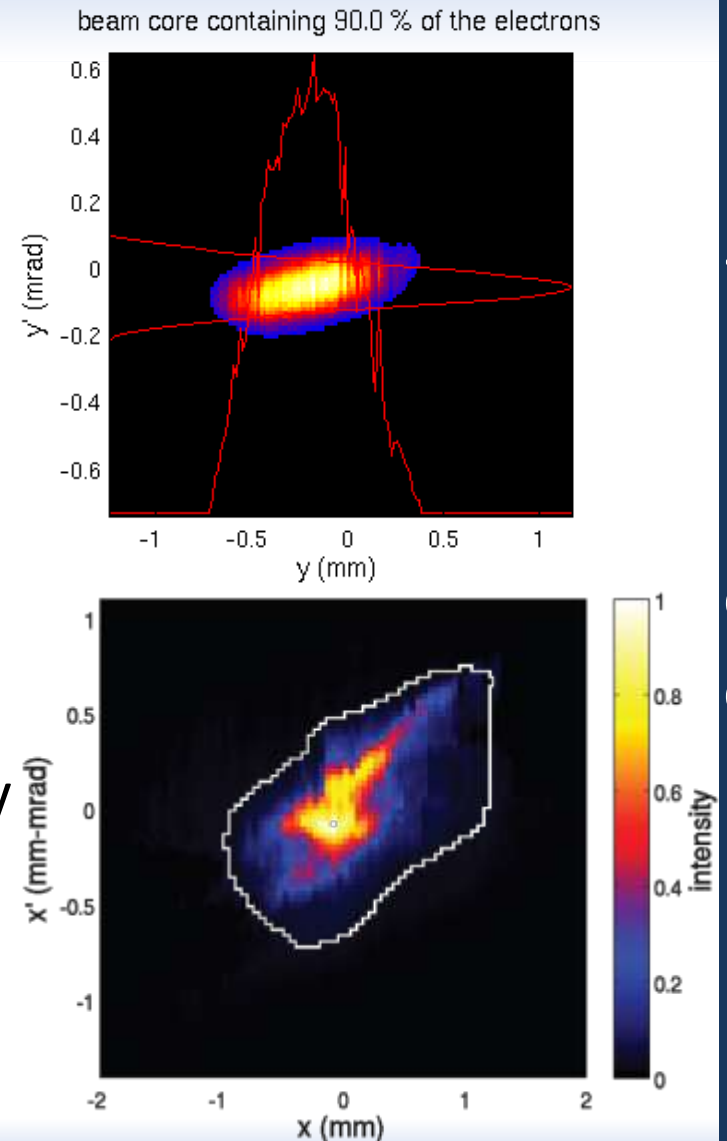 beam core containing 90.0 % of the electrons
0.6
0.4
0.2
0
-0.2
-0.4
-0.6
y' (mrad)
-1 -0.5 0 0.5 1
y (mm)
1
0.5
0
-0.5
-1
x' (mm-mrad)
y
-2 -1 0 1 2
x (mm)
1
0.8
0.6
0.4
0.2
0
intensity